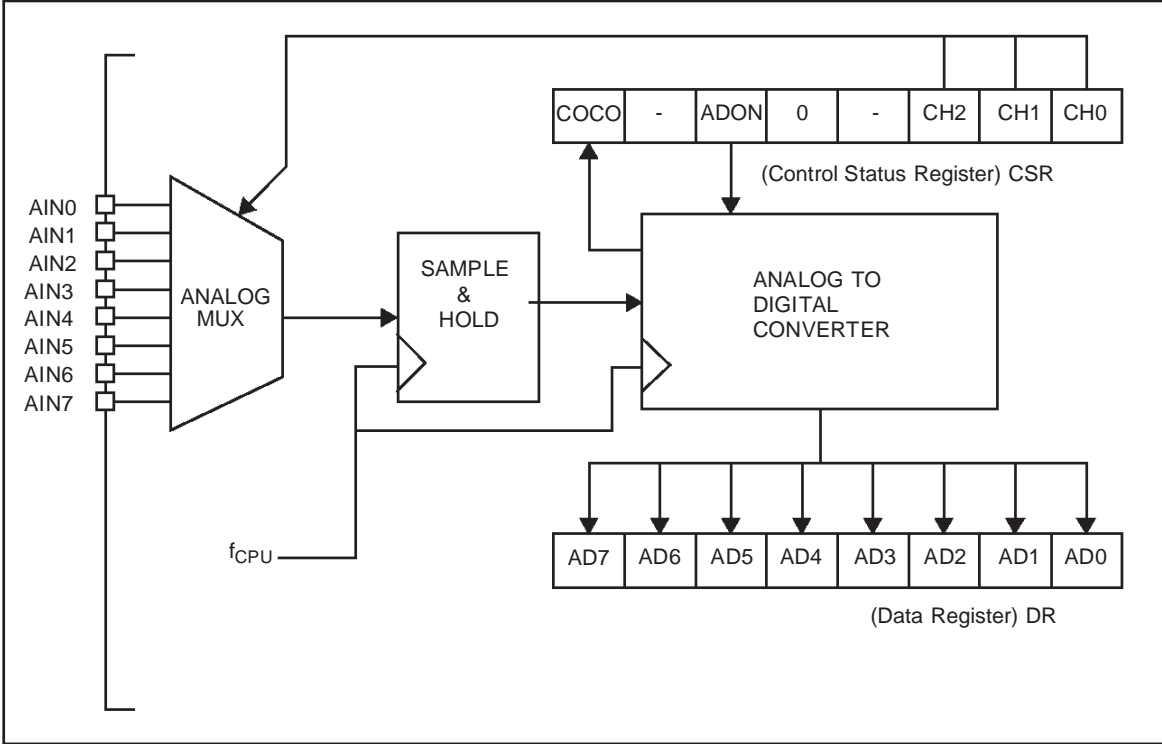 COCO - ADON 0 - CH2 CH1 CH0
(Control Status Register) CSR
AIN0
AIN1
AIN2
AIN3
AIN4
AIN5
AIN6
AIN7
ANALOG
MUX
SAMPLE
&
HOLD
ANALOG TO
DIGITAL
CONVERTER
fCPU
AD7 AD6 AD5 AD4 AD3 AD2 AD1 AD0
(Data Register) DR